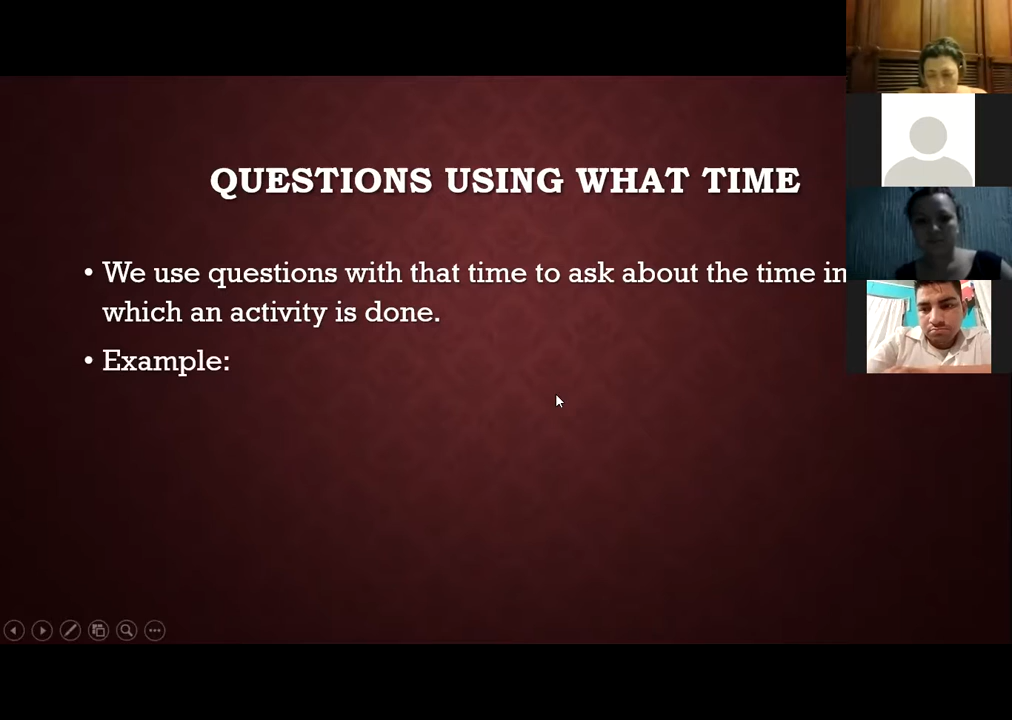 QUESTIONS USING WHAT TIME
• We use questions with that time to ask about the time in
which an activity is done.
• Example: